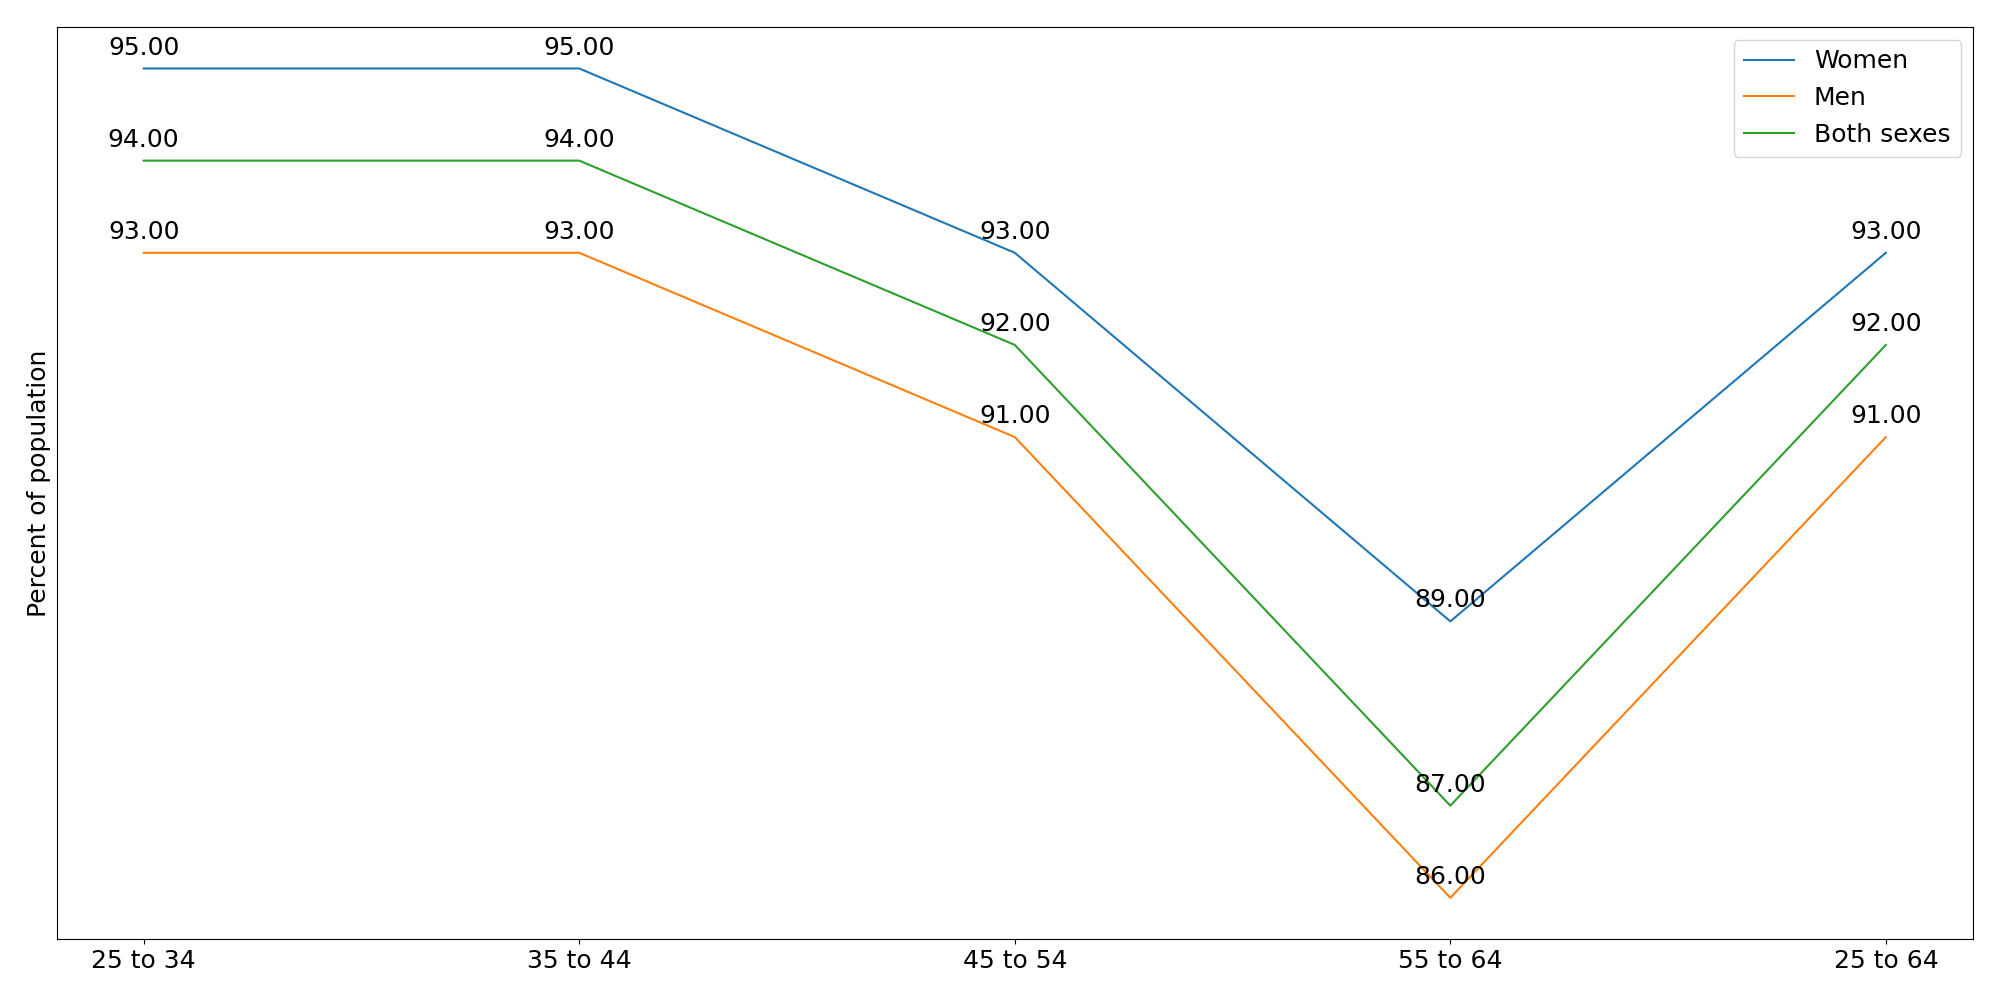 95.00 95.00
Women
Men
Both sexes
94.00 94.00
93.00 93.00 93.00 93.00
92.00 92.00
91.00 91.00
89.00
87.00
86.00
Percent of population
25 to 34 35 to 44 45 to 54 55 to 64 25 to 64